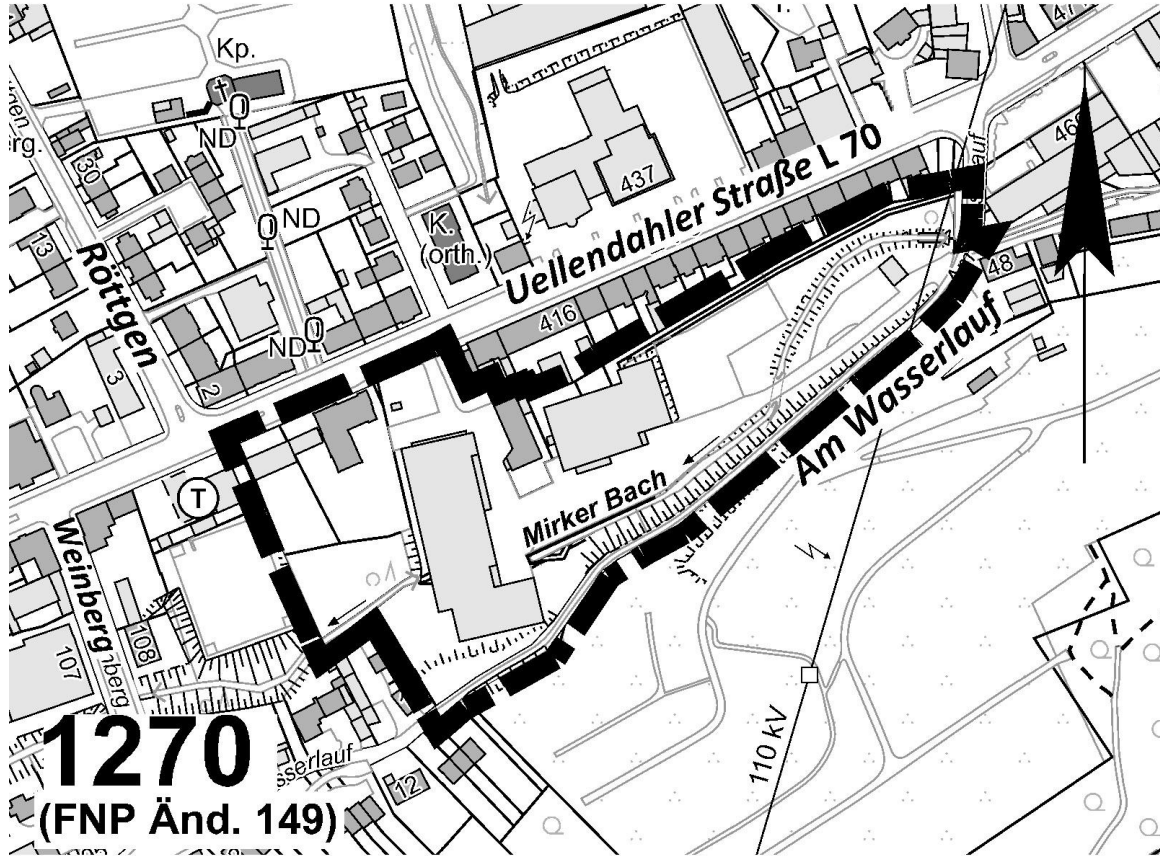 Kp.
ND
30
ND
13
Röttgen
K.
(orth.)
437
Uellendahler Straße L 70
468
416
ND
3
2
48
Am Wasserlauf
T
Mirker Bach
Weinberg
108
107
110 kV
12
1270
(FNP Änd. 149)